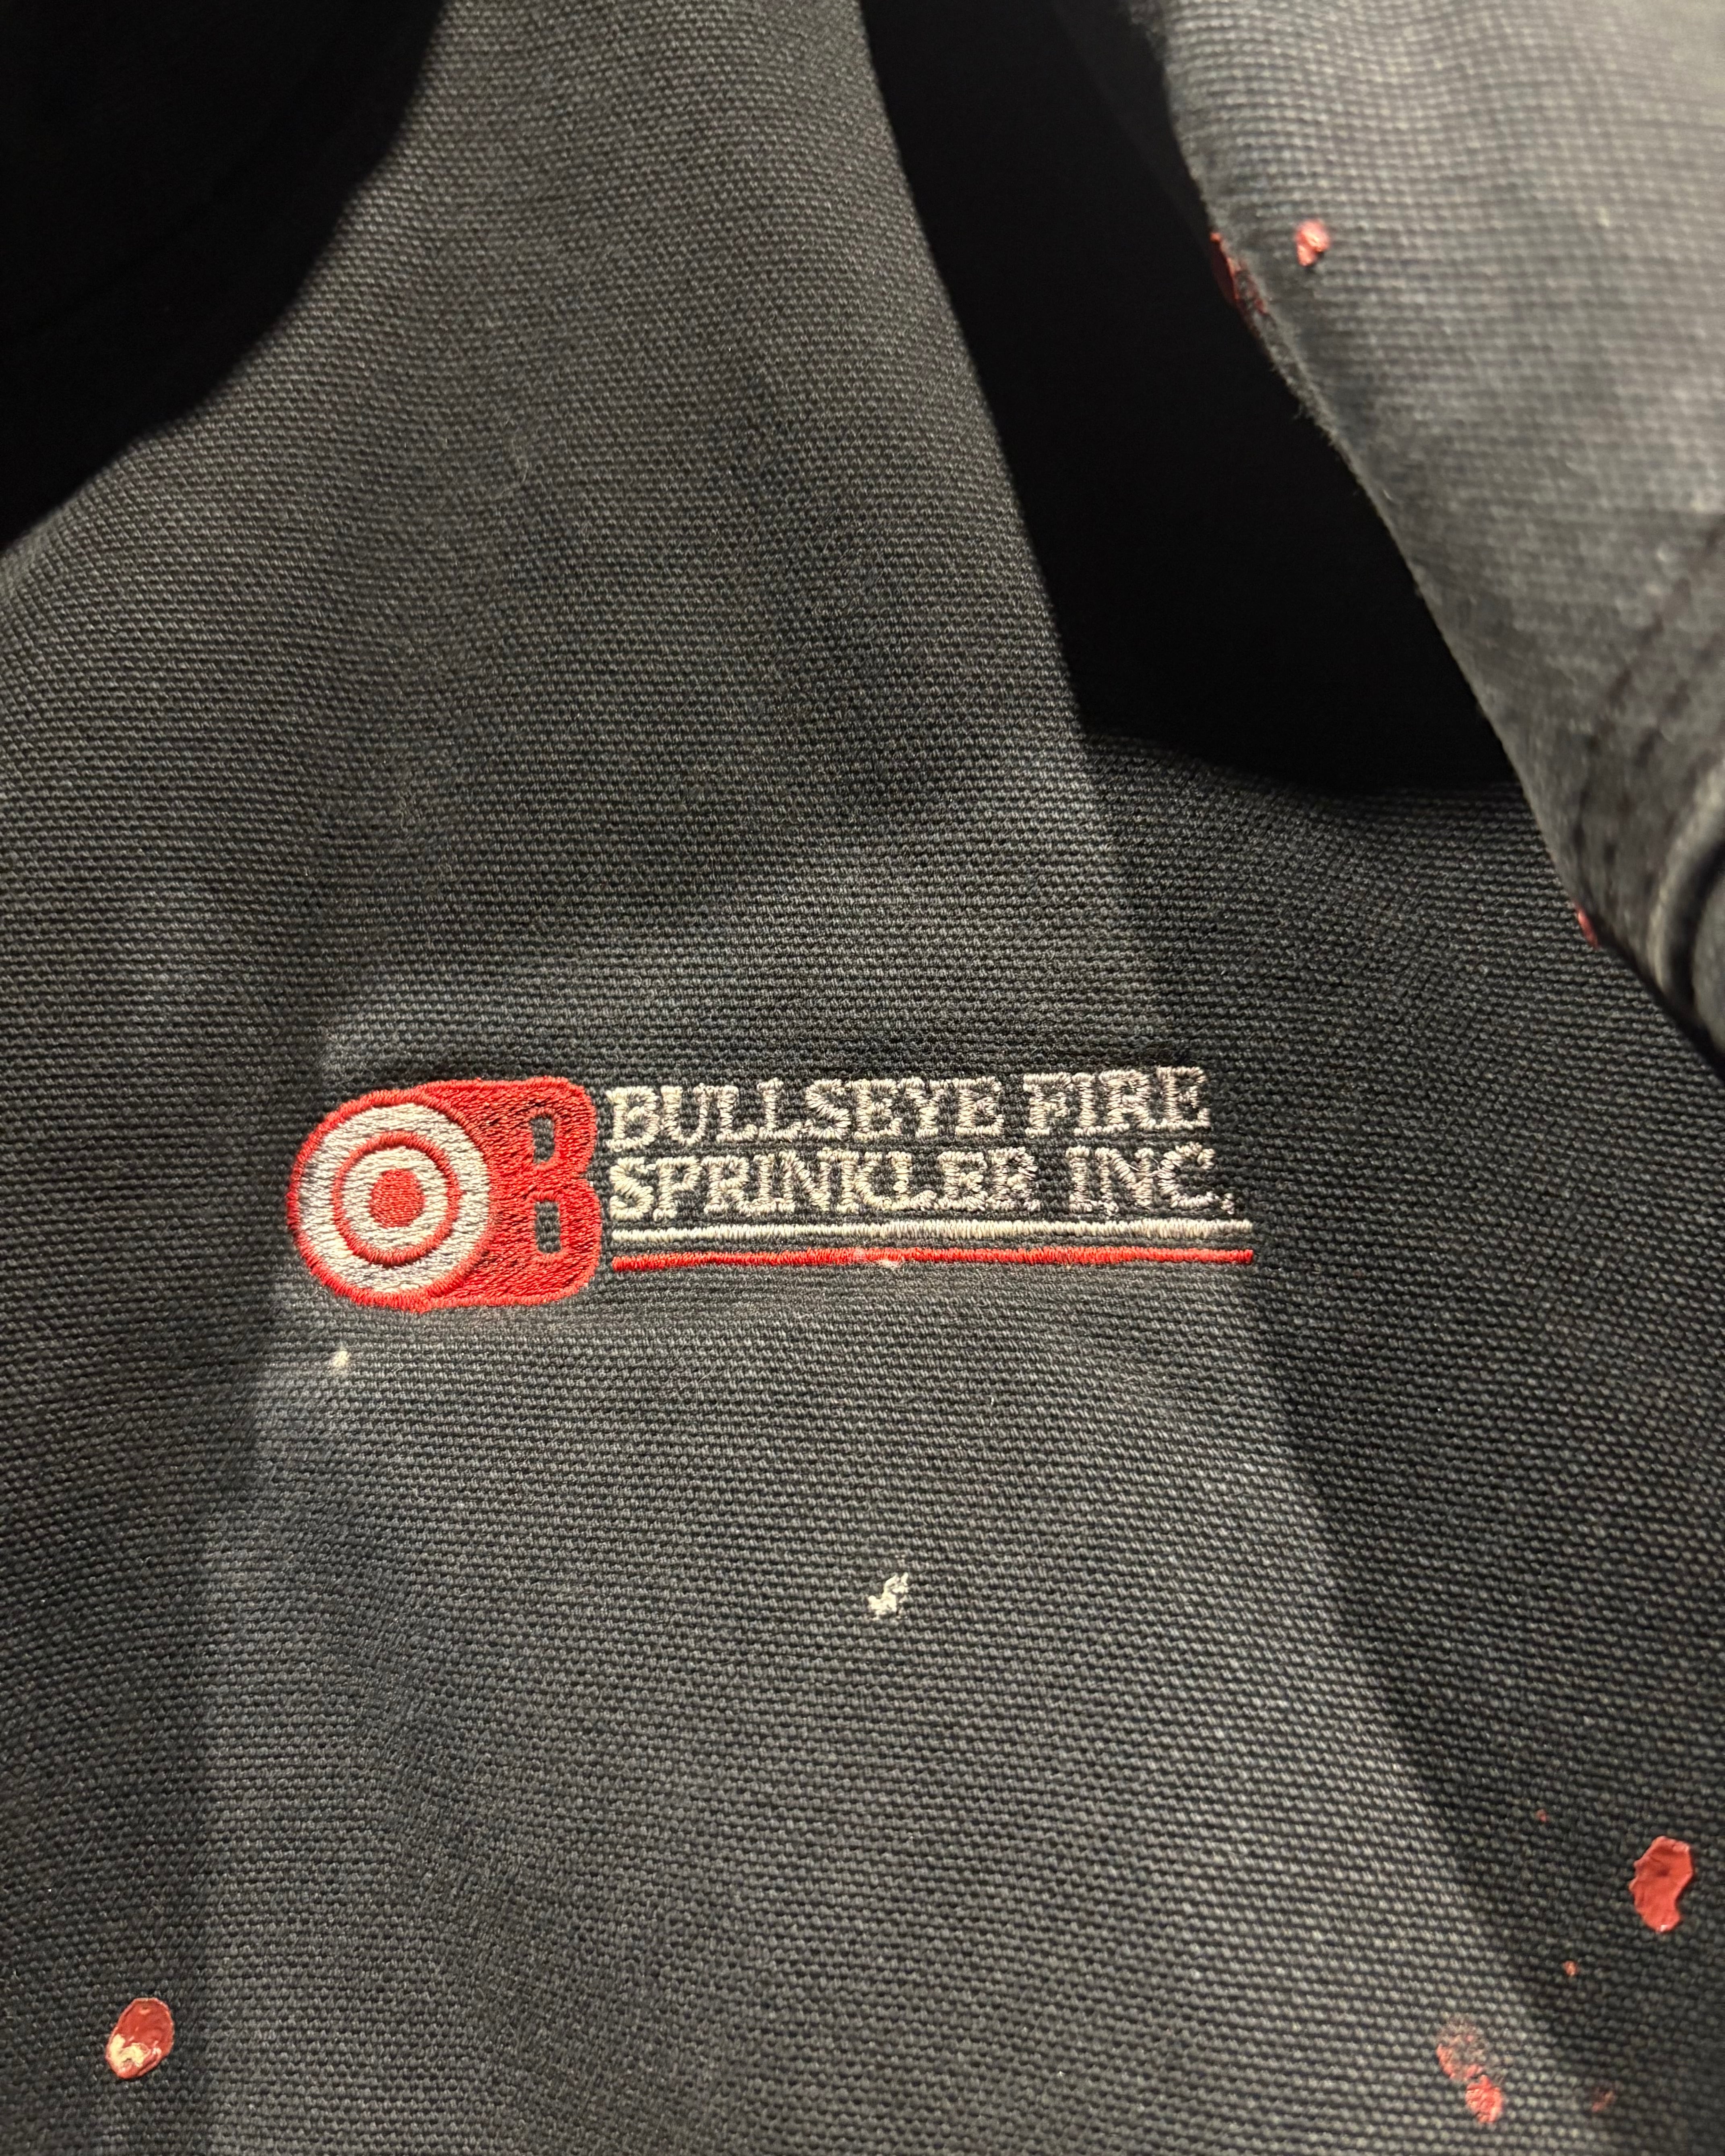 B BULLSEYE FIRE
SPRINKLER INC.